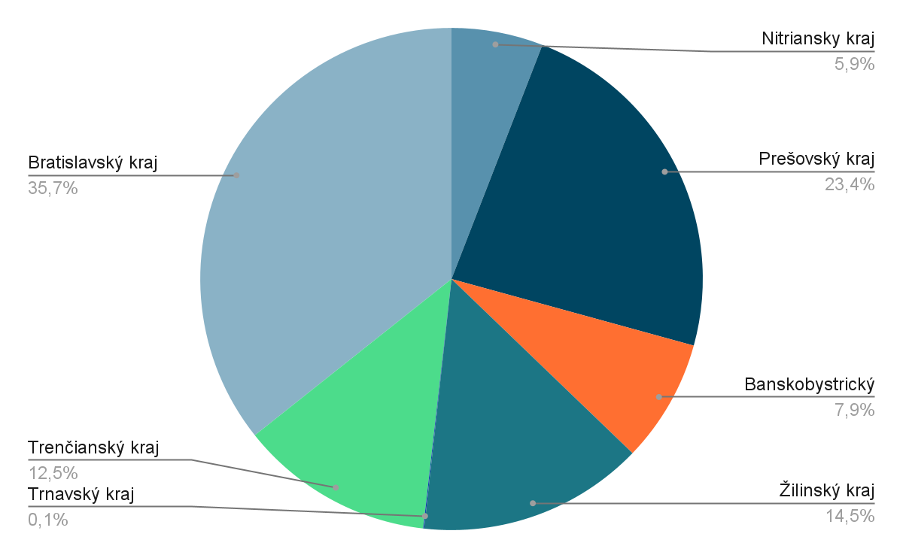 Nitriansky kraj
5,9%
Prešovský kraj
23,4%
Banskobystrický
7,9%
Žilinský kraj
14,5%
Bratislavský kraj
35,7%
Trenčianský kraj
12,5%
Trnavský kraj
0,1%